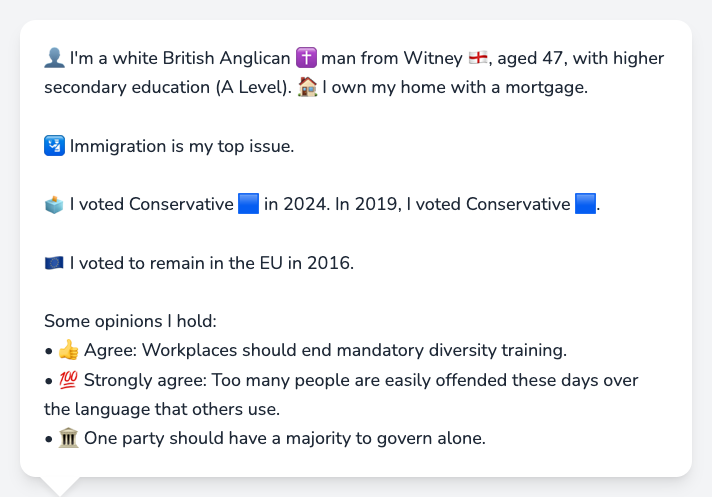 👤 I'm a white British Anglican ✝️ man from Witney 🏴󠁧󠁢󠁥󠁮󠁧󠁿, aged 47, with higher
secondary education (A Level). 🏠 I own my home with a mortgage.
🛂 Immigration is my top issue.
🗳️ I voted Conservative 🟦 in 2024. In 2019, I voted Conservative 🟦.
🇪🇺 I voted to remain in the EU in 2016.
Some opinions I hold:
• 👍 Agree: Workplaces should end mandatory diversity training.
• 💯 Strongly agree: Too many people are easily offended these days over
the language that others use.
• 🏛️ One party should have a majority to govern alone.